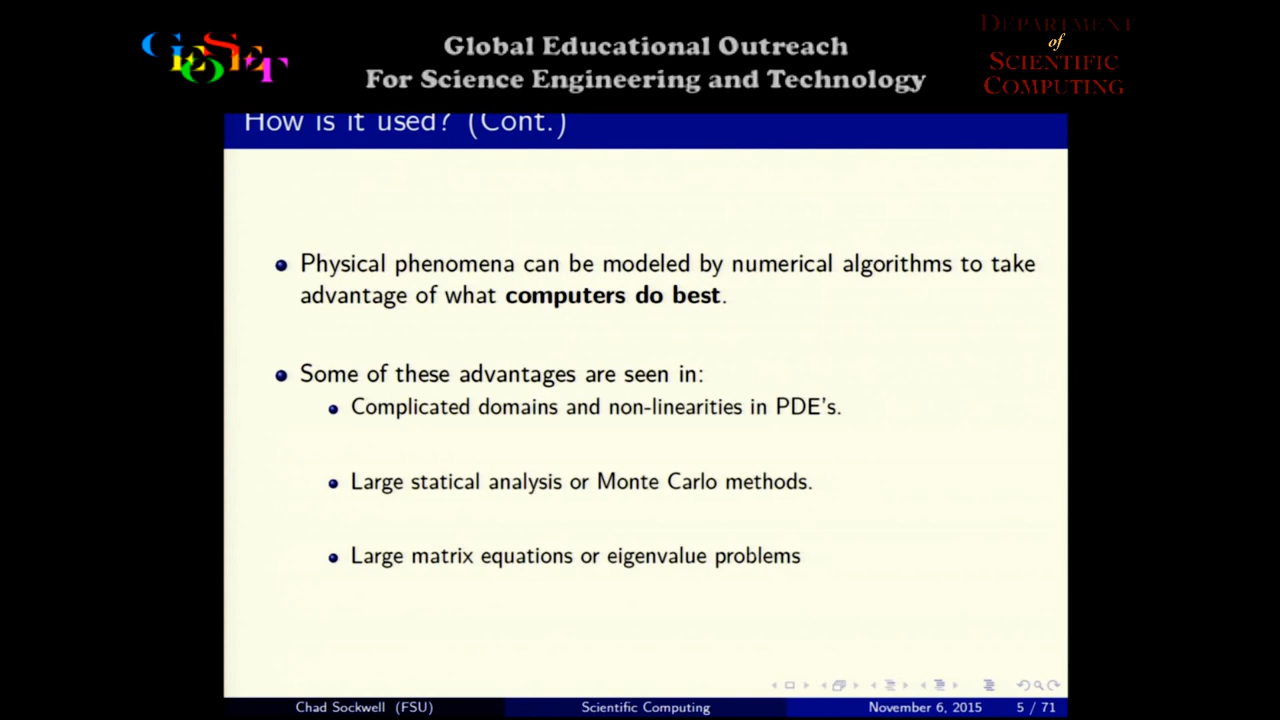 GEOSET
Global Educational Outreach
For Science Engineering and Technology
DEPARTMENT
of
SCIENTIFIC
COMPUTING
How is it used? (Cont.)
Physical phenomena can be modeled by numerical algorithms to take
advantage of what computers do best.
Some of these advantages are seen in:
Complicated domains and non-linearities in PDE's.
Large statical analysis or Monte Carlo methods.
Large matrix equations or eigenvalue problems
Chad Sockwell (FSU) Scientific Computing November 6, 2015 5 / 71